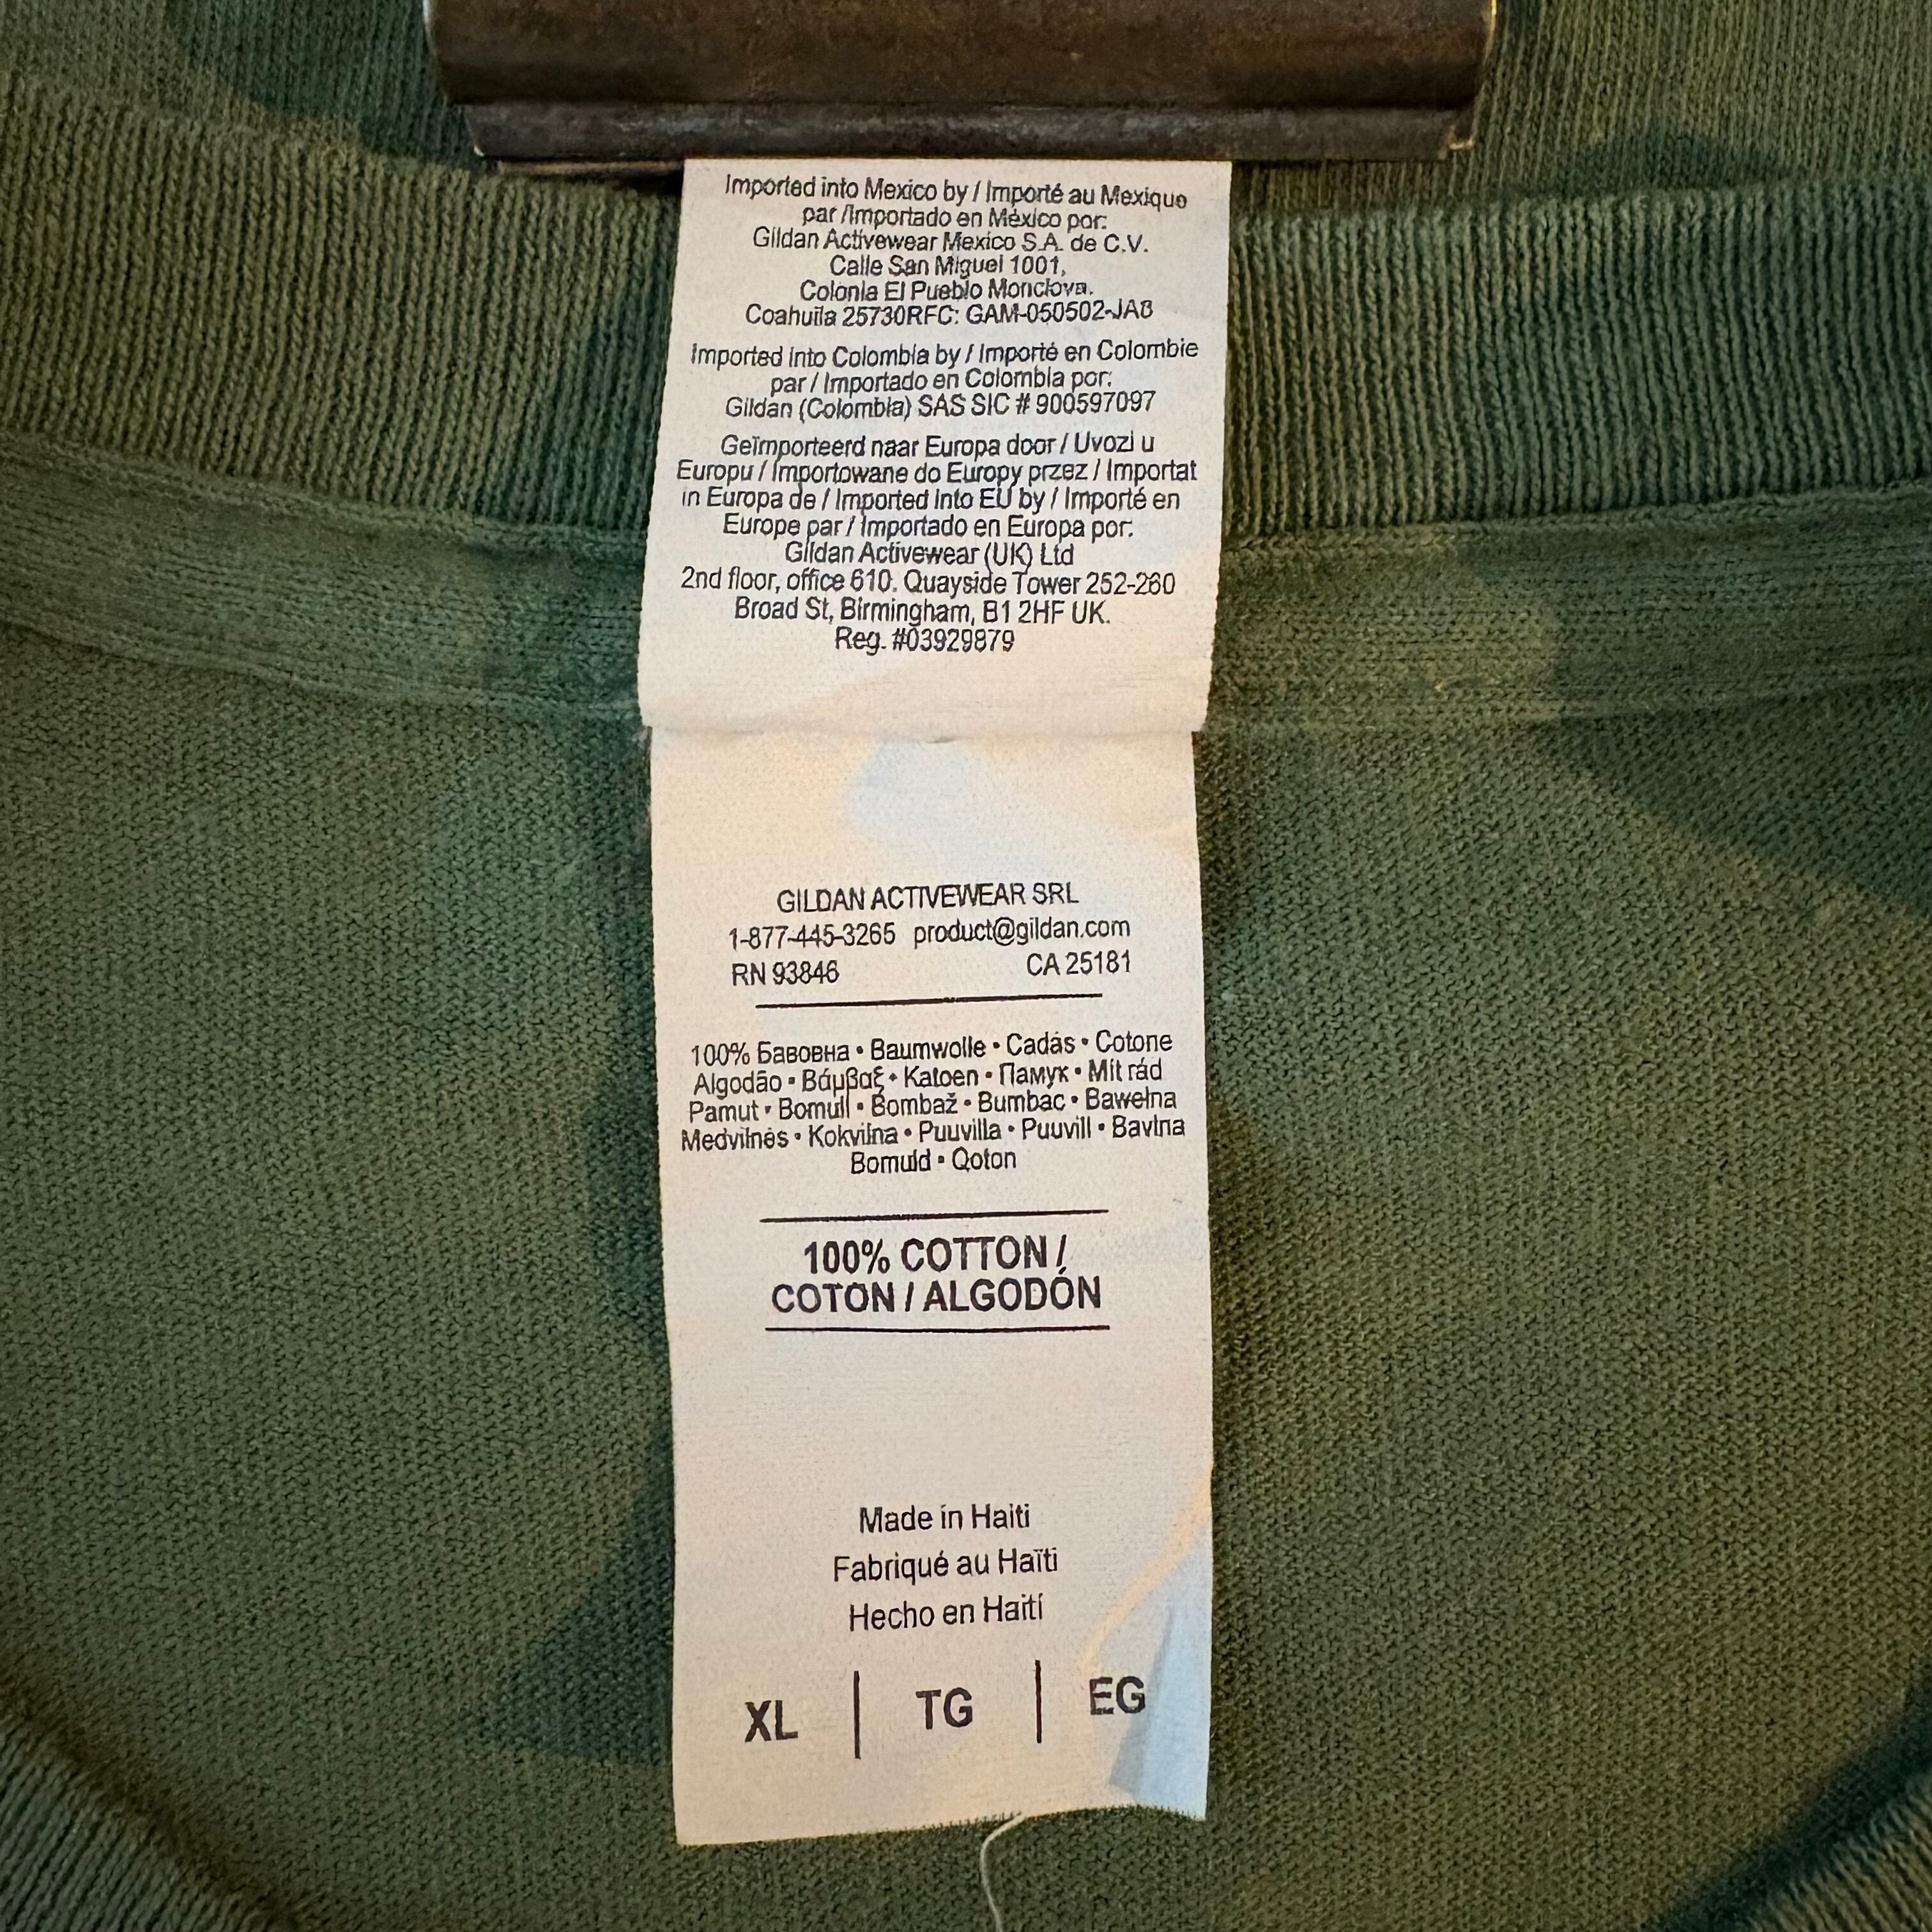 Imported into Mexico by / Importé au Mexique
par /Importado en México por:
Gildan Activewear Mexico S.A. de C.V.
Calle San Miguel 1001,
Colonia El Pueblo Monclova.
Coahuila 25730RFC: GAM-050502-JA8
Imported into Colombia by / Importé en Colombie
par / Importado en Colombia por:
Gildan (Colombia) SAS SIC # 900597097
Geïmporteerd naar Europa door / Uvozi u
Europu / Importowane do Europy przez / Importat
in Europa de / Imported into EU by / Importé en
Europe par / Importado en Europa por:
Gildan Activewear (UK) Ltd
2nd floor, office 610. Quayside Tower 252-260
Broad St, Birmingham, B1 2HF UK.
Reg. #03929879
GILDAN ACTIVEWEAR SRL
1-877-445-3265 product@gildan.com
RN 93846 CA 25181
100% Бавовна • Baumwolle • Cadás • Cotone
Algodão • Βάμβαξ • Katoen • Памук • Mit rád
Pamut • Bomull • Bombaž • Bumbac • Bawełna
Medvilnės • Kokvilna • Puuvilla • Puuvill • Bavlna
Bomuld • Qoton
100% COTTON /
COTON / ALGODÓN
Made in Haiti
Fabriqué au Haïti
Hecho en Haití
XL | TG | EG